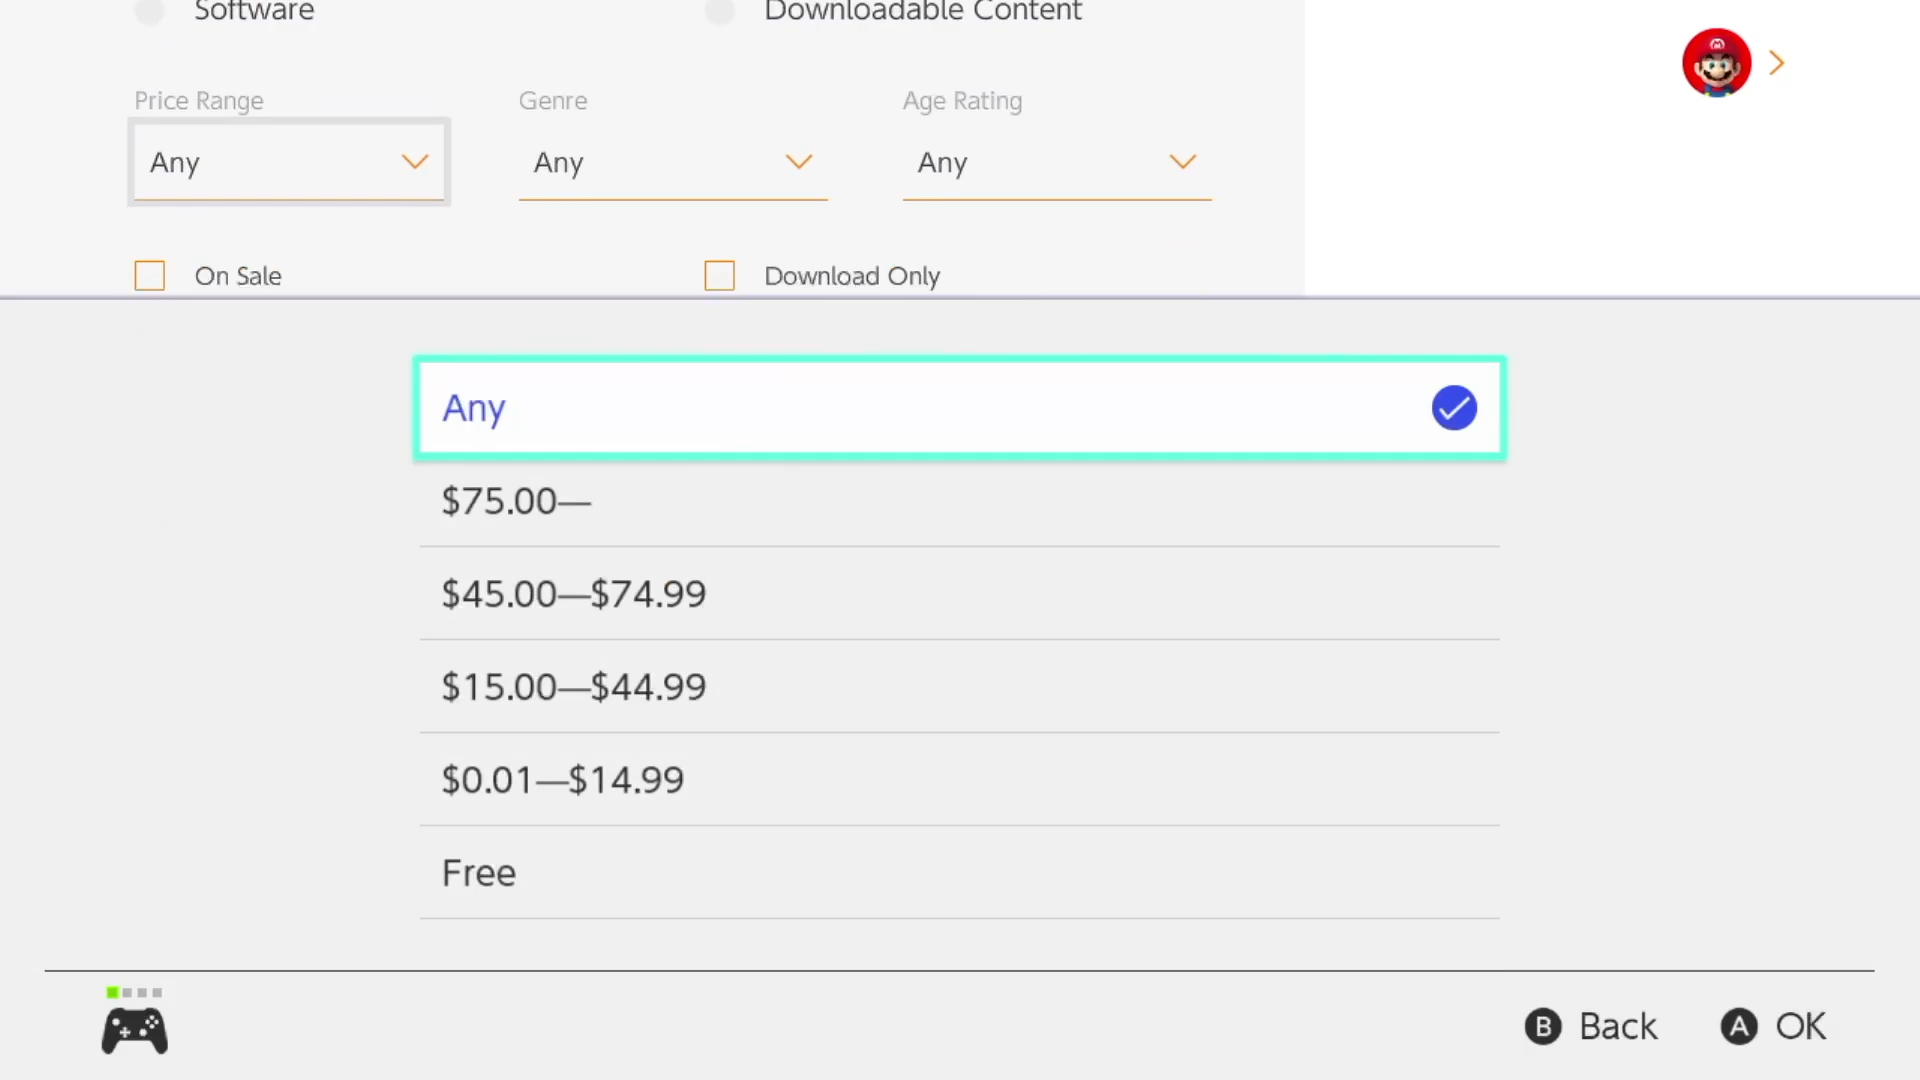 Software
Downloadable Content
Price Range
Genre
Age Rating
Any
Any
Any
On Sale
Download Only
Any
$75.00—
$45.00—$74.99
$15.00—$44.99
$0.01—$14.99
Free
B Back
A OK